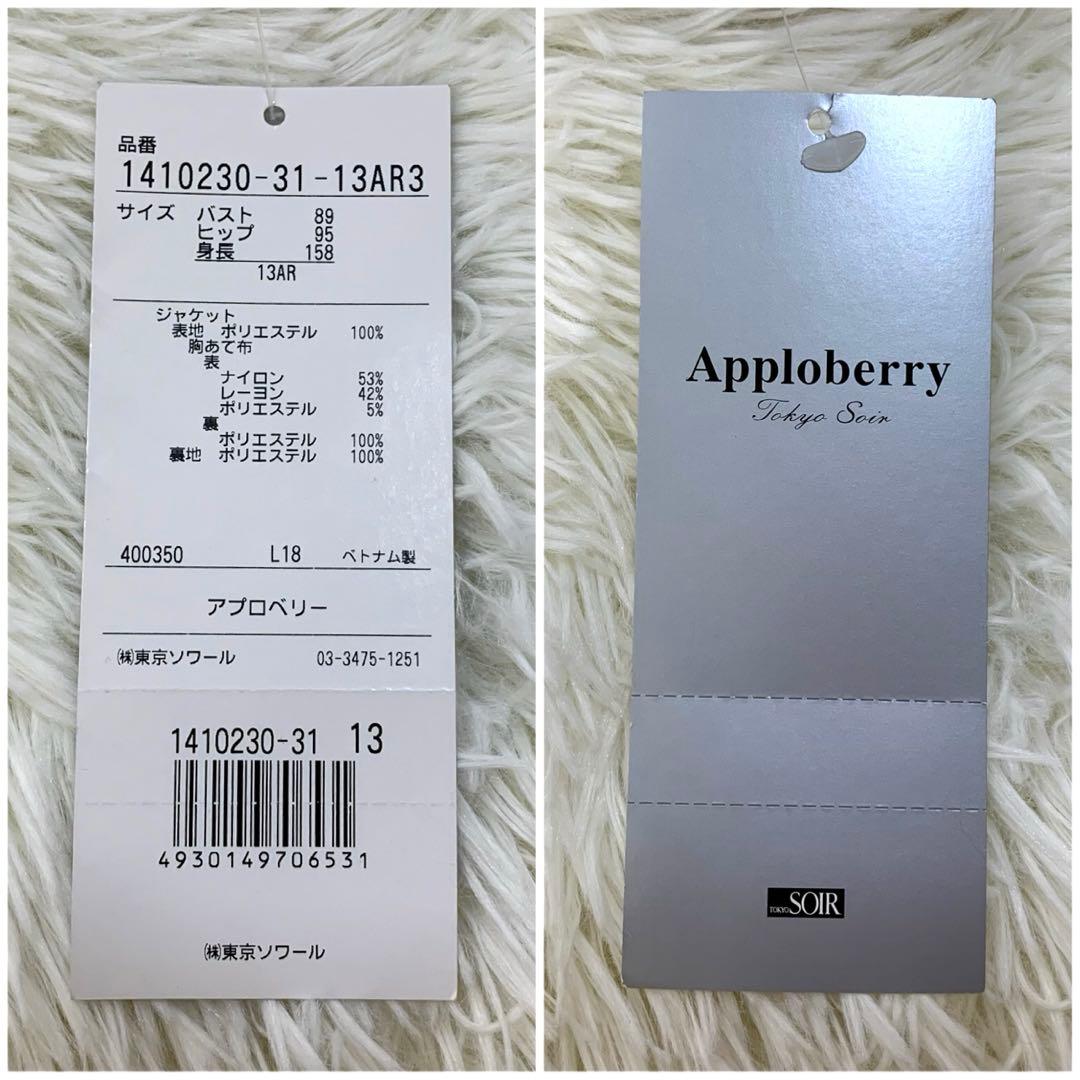 品番
1410230-31-13AR3
サイズ バスト 89
ヒップ 95
身長 158
13AR
ジャケット
表地 ポリエステル 100%
胸あて布
表
ナイロン 53%
レーヨン 42%
ポリエステル 5%
裏
ポリエステル 100%
裏地 ポリエステル 100%
400350 L18 ベトナム製
アプロベリー
㈱東京ソワール 03-3475-1251
1410230-31 13
4930149706531
㈱東京ソワール
Apploberry
Tokyo Soir
TOKYO SOIR